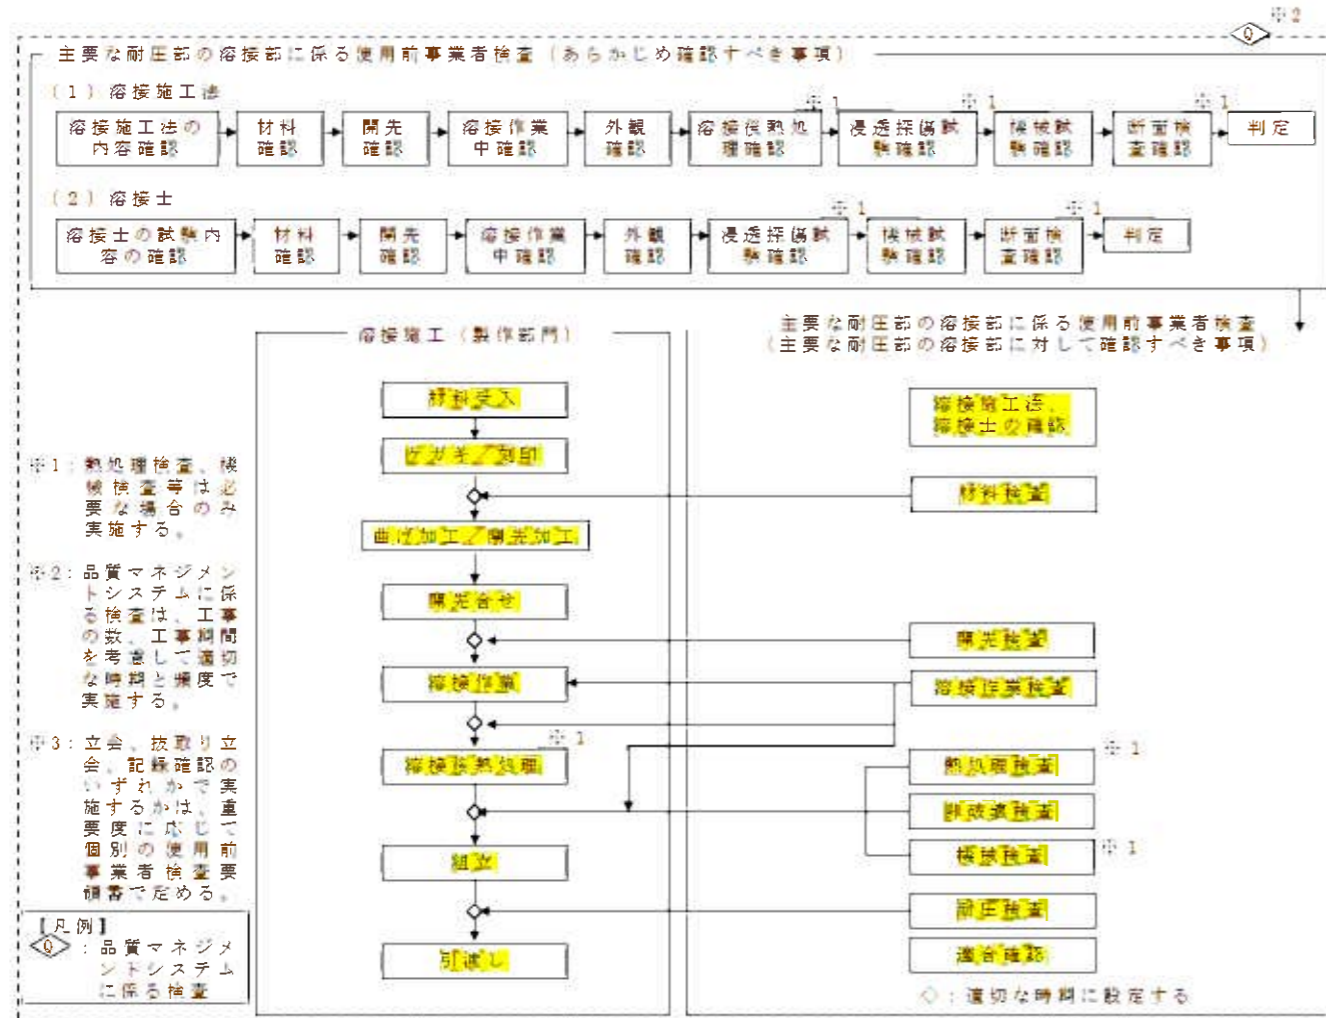 ※2
Q
主要な耐圧部の溶接部に係る使用前事業者検査(あらかじめ確認すべき事項)
(1)溶接施工法
※1
※1
※1
溶接施工法の
内容確認
材料
確認
開先
確認
溶接作業
中確認
外観
確認
溶接後熱処
理確認
浸透探傷試
験確認
機械試
験確認
断面検
査確認
判定
(2)溶接士
※1
※1
溶接士の試験内
容の確認
材料
確認
開先
確認
溶接作業
中確認
外観
確認
浸透探傷試
験確認
機械試
験確認
断面検
査確認
判定
溶接施工(製作部門)
材料受入
ケガキ/刻印
曲げ加工/開先加工
開先合せ
溶接作業
※1
溶接後熱処理
組立
引渡し
主要な耐圧部の溶接部に係る使用前事業者検査
(主要な耐圧部の溶接部に対して確認すべき事項)
溶接施工法、
溶接士の確認
材料検査
開先検査
溶接作業検査
※1
熱処理検査
非破壊検査
機械検査
※1
耐圧検査
適合確認
◇:適切な時期に設定する
※1:熱処理検査、機
械検査等は必
要な場合のみ
実施する。
※2:品質マネジメン
トシステムに係
る検査は、工事
の数、工事期間
を考慮して適切
な時期と頻度で
実施する。
※3:立会、抜取り立
会、記録確認の
いずれかで実
施するかは、重
要度に応じて
個別の使用前
事業者検査要
領書で定める。
【凡例】
Q:品質マネジメ
ントシステム
に係る検査